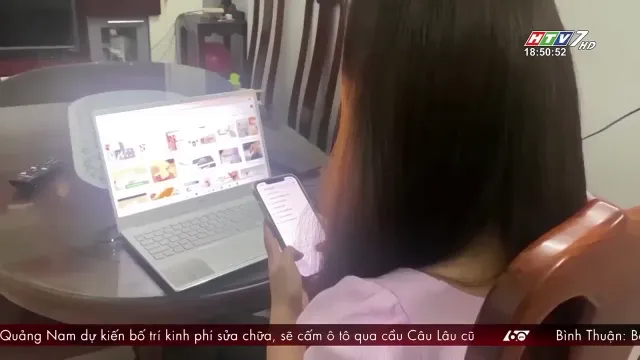 HTV7 HD
18:50:52
Quảng Nam dự kiến bố trí kinh phí sửa chữa, sẽ cấm ô tô qua cầu Câu Lâu cũ
60
Bình Thuận: B